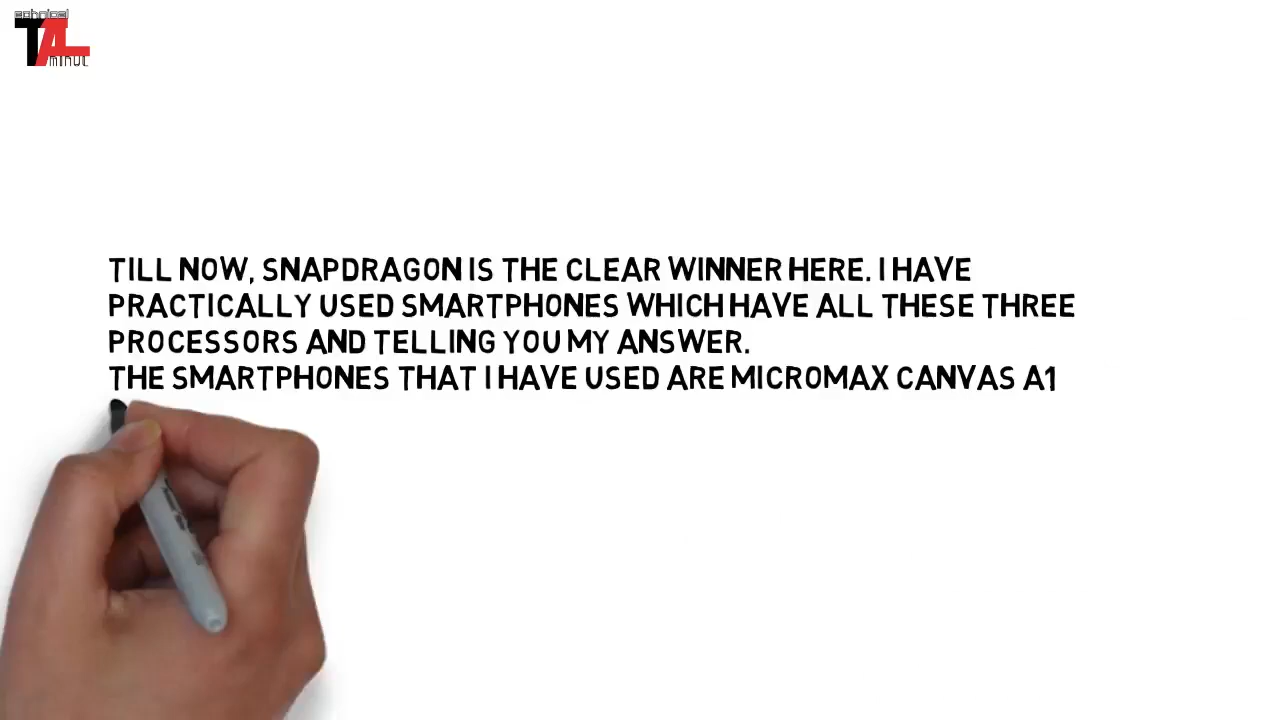 TILL NOW, SNAPDRAGON IS THE CLEAR WINNER HERE. I HAVE
PRACTICALLY USED SMARTPHONES WHICH HAVE ALL THESE THREE
PROCESSORS AND TELLING YOU MY ANSWER.
THE SMARTPHONES THAT I HAVE USED ARE MICROMAX CANVAS A1